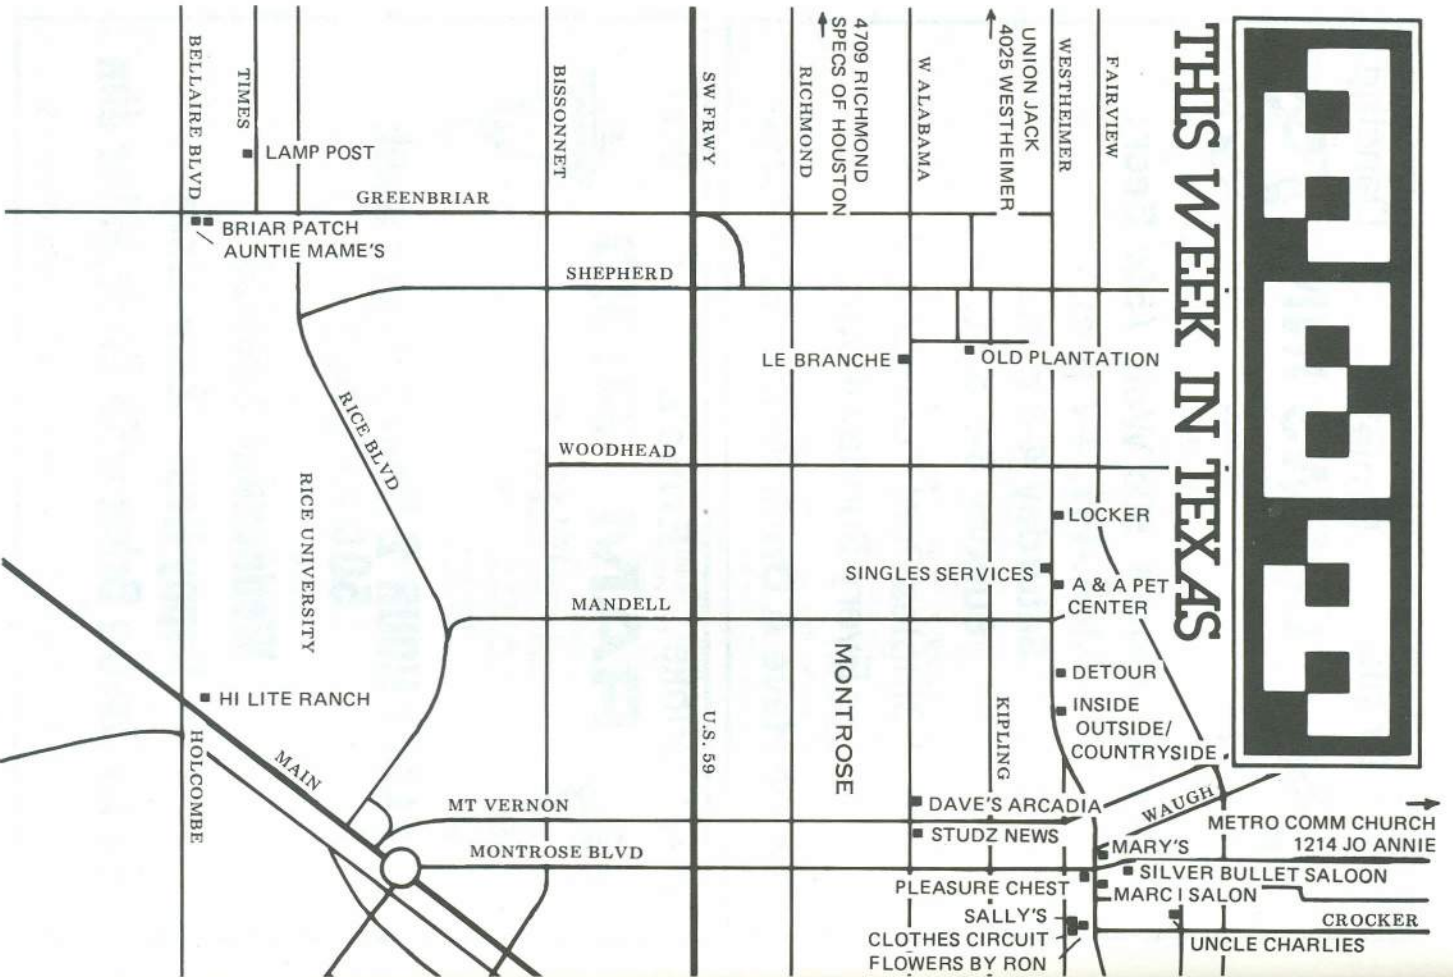 THIS WEEK IN TEXAS
BELLAIRE BLVD
TIMES
LAMP POST
BISSONNET
SW FRWY
RICHMOND
4709 RICHMOND
SPECS OF HOUSTON
W ALABAMA
UNION JACK
4025 WESTHEIMER
WESTHEIMER
FAIRVIEW
GREENBRIAR
BRIAR PATCH
AUNTIE MAME'S
SHEPHERD
LE BRANCHE
OLD PLANTATION
RICE BLVD
WOODHEAD
RICE UNIVERSITY
LOCKER
SINGLES SERVICES
A & A PET
CENTER
MANDELL
MONTROSE
DETOUR
HI LITE RANCH
KIPLING
INSIDE
OUTSIDE/
COUNTRYSIDE
U.S. 59
HOLCOMBE
MAIN
MT VERNON
DAVE'S ARCADIA
WAUGH
METRO COMM CHURCH
1214 JO ANNIE
STUDZ NEWS
MARY'S
MONTROSE BLVD
SILVER BULLET SALOON
PLEASURE CHEST
MARC I SALON
SALLY'S
CROCKER
CLOTHES CIRCUIT
UNCLE CHARLIES
FLOWERS BY RON